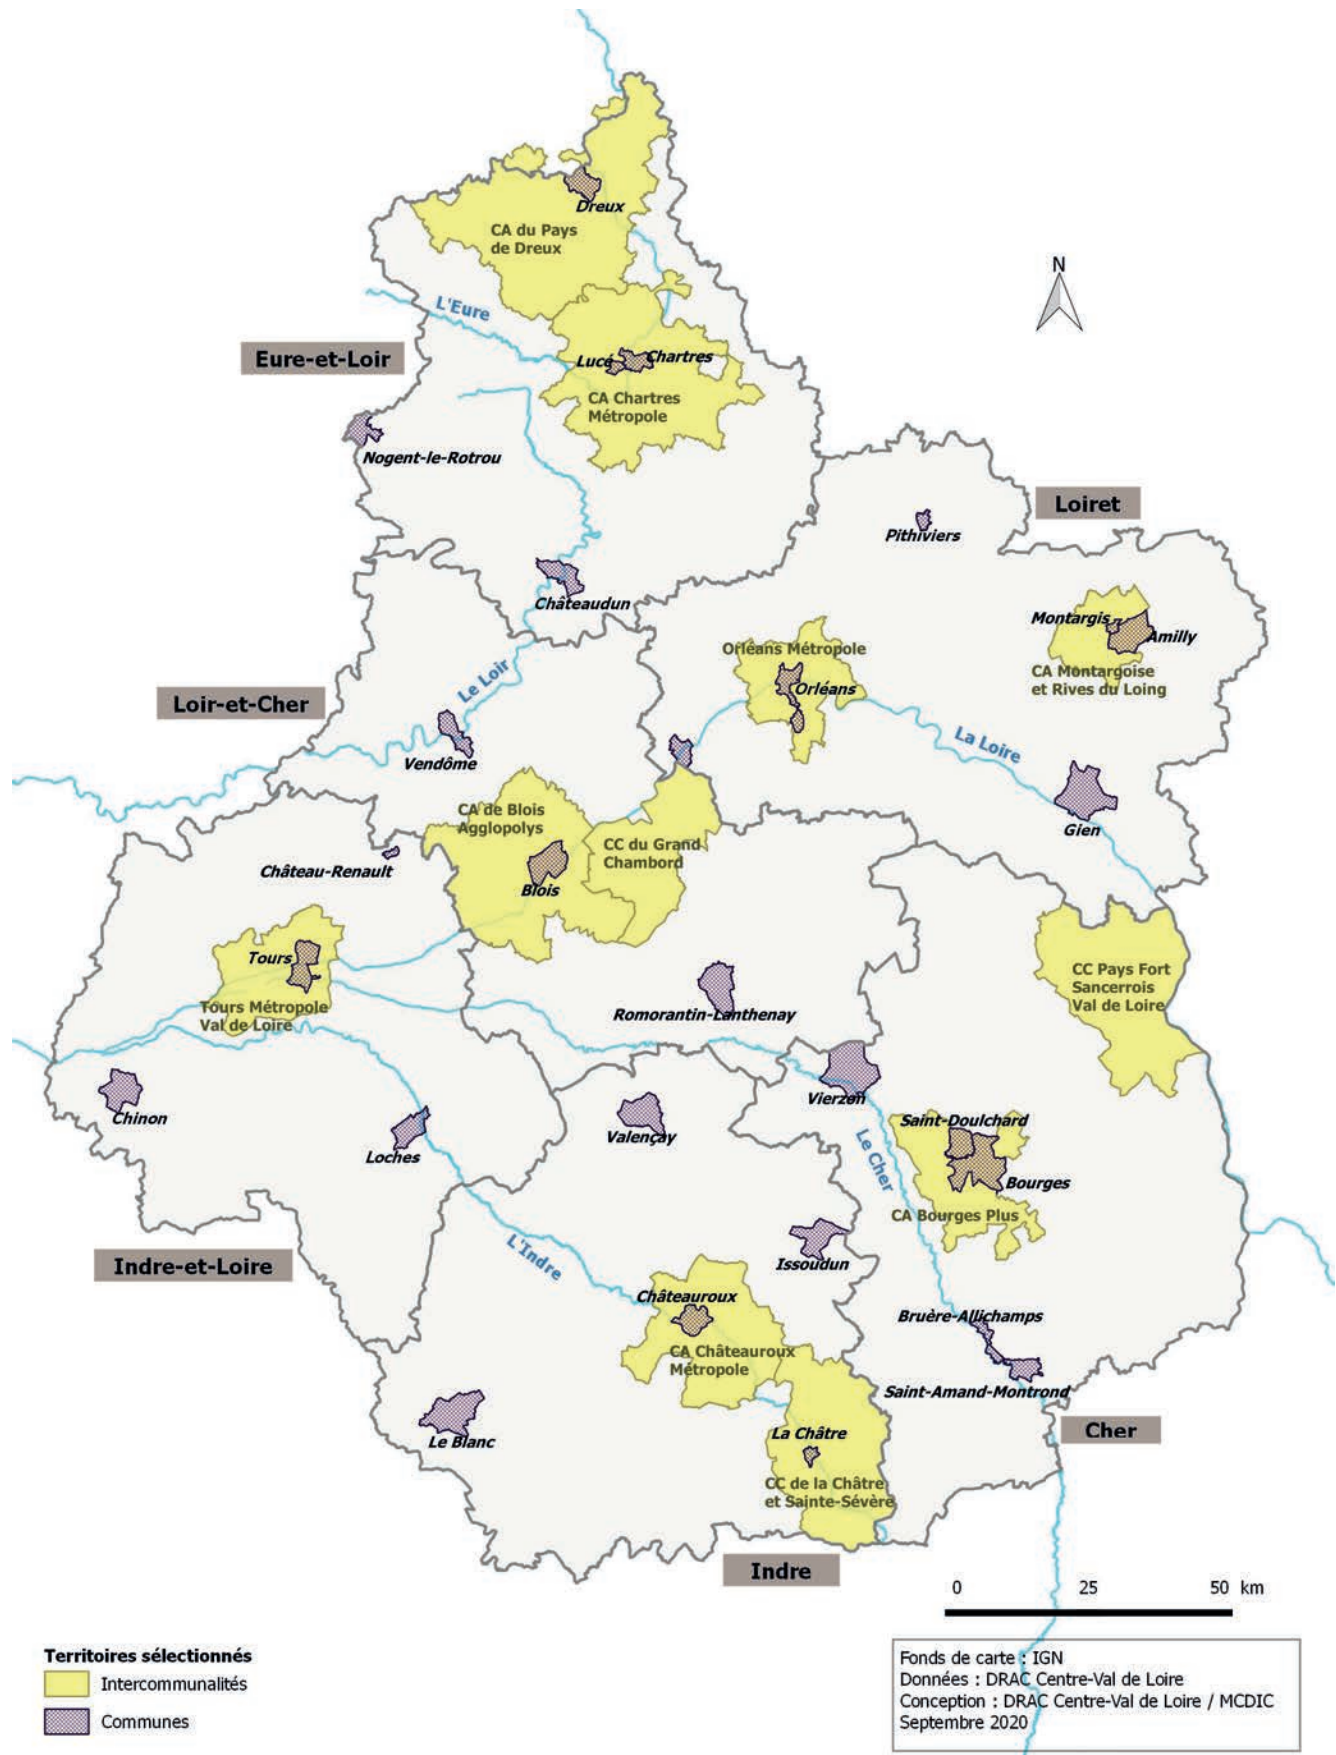 Dreux
CA du Pays
de Dreux
N
L'Eure
Eure-et-Loir
Lucé
Chartres
CA Chartres
Métropole
Nogent-le-Rotrou
Loiret
Pithiviers
Châteaudun
Montargis
Amilly
Orléans Métropole
Orléans
CA Montargoise
et Rives du Loing
Le Loir
Loir-et-Cher
Vendôme
La Loire
CA de Blois
Agglopolys
CC du Grand
Chambord
Gien
Château-Renault
Blois
Tours
Tours Métropole
Val de Loire
CC Pays Fort
Sancerrois
Val de Loire
Romorantin-Lanthenay
Chinon
Loches
Valençay
Vierzon
Saint-Doulchard
Le Cher
Bourges
CA Bourges Plus
L'Indre
Indre-et-Loire
Issoudun
Châteauroux
CA Châteauroux
Métropole
Bruère-Allichamps
Saint-Amand-Montrond
Le Blanc
La Châtre
Cher
CC de la Châtre
et Sainte-Sévère
Indre
0 25 50 km
Territoires sélectionnés
Intercommunalités
Communes
Fonds de carte : IGN
Données : DRAC Centre-Val de Loire
Conception : DRAC Centre-Val de Loire / MCDIC
Septembre 2020